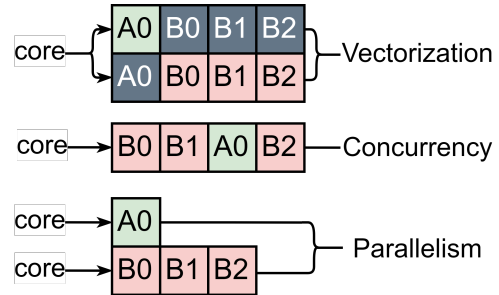 A0 B0 B1 B2
core Vectorization
A0 B0 B1 B2
core B0 B1 A0 B2 Concurrency
core A0
Parallelism
core B0 B1 B2